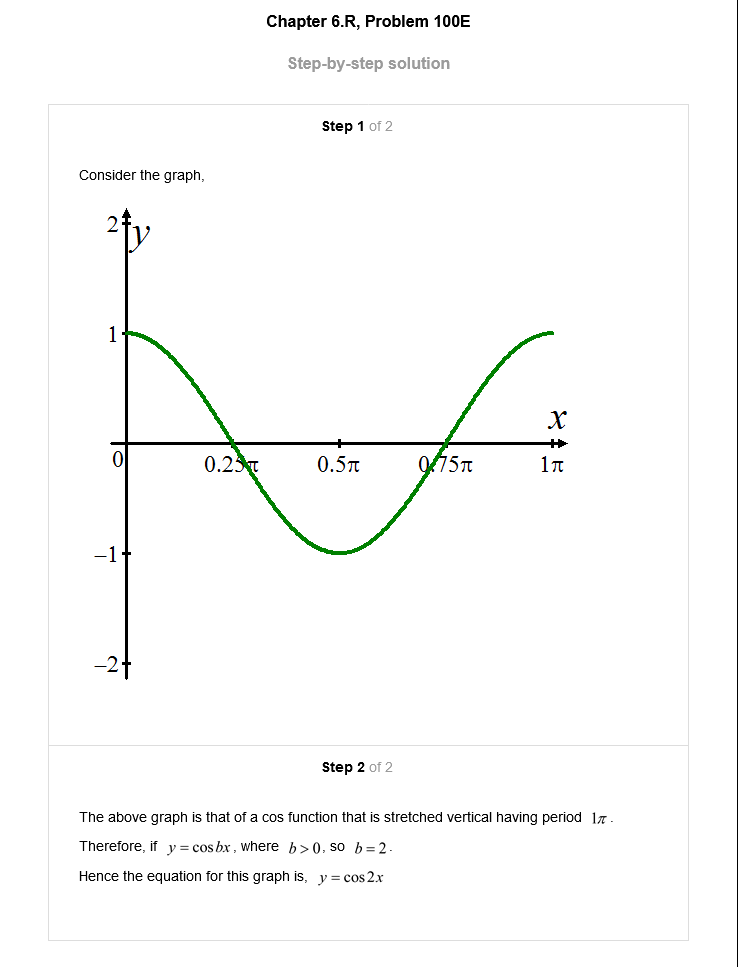 Chapter 6.R, Problem 100E
Step-by-step solution
Step 1 of 2
Consider the graph,
2
y
1
x
0
0.25π
0.5π
0.75π
1π
−1
−2
Step 2 of 2
The above graph is that of a cos function that is stretched vertical having period 1π.
Therefore, if y = cos bx, where b > 0, so b = 2.
Hence the equation for this graph is, y = cos 2x